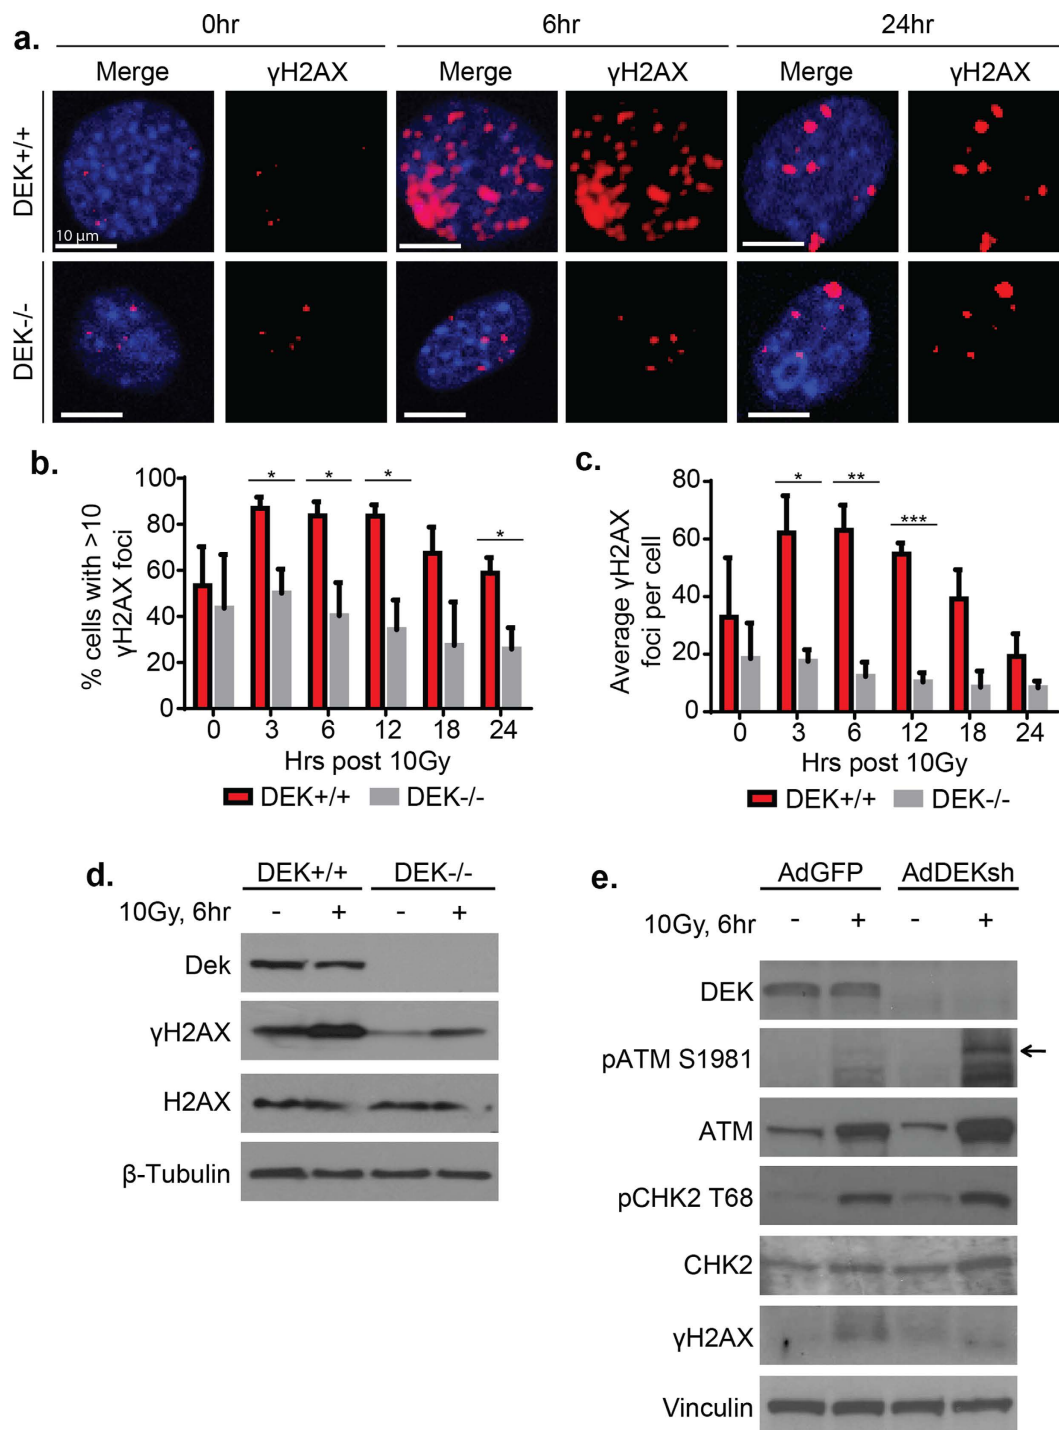 a.
0hr 6hr 24hr
Merge γH2AX Merge γH2AX Merge γH2AX
DEK+/+
10 µm
DEK-/-
b.
% cells with >10
γH2AX foci
100
80
60
40
20
0
* * * *
0 3 6 12 18 24
Hrs post 10Gy
DEK+/+ DEK-/-
c.
Average γH2AX
foci per cell
80
60
40
20
0
* ** ***
0 3 6 12 18 24
Hrs post 10Gy
DEK+/+ DEK-/-
d.
DEK+/+ DEK-/-
10Gy, 6hr - + - +
Dek
γH2AX
H2AX
β-Tubulin
e.
AdGFP AdDEKsh
10Gy, 6hr - + - +
DEK
pATM S1981
ATM
pCHK2 T68
CHK2
γH2AX
Vinculin